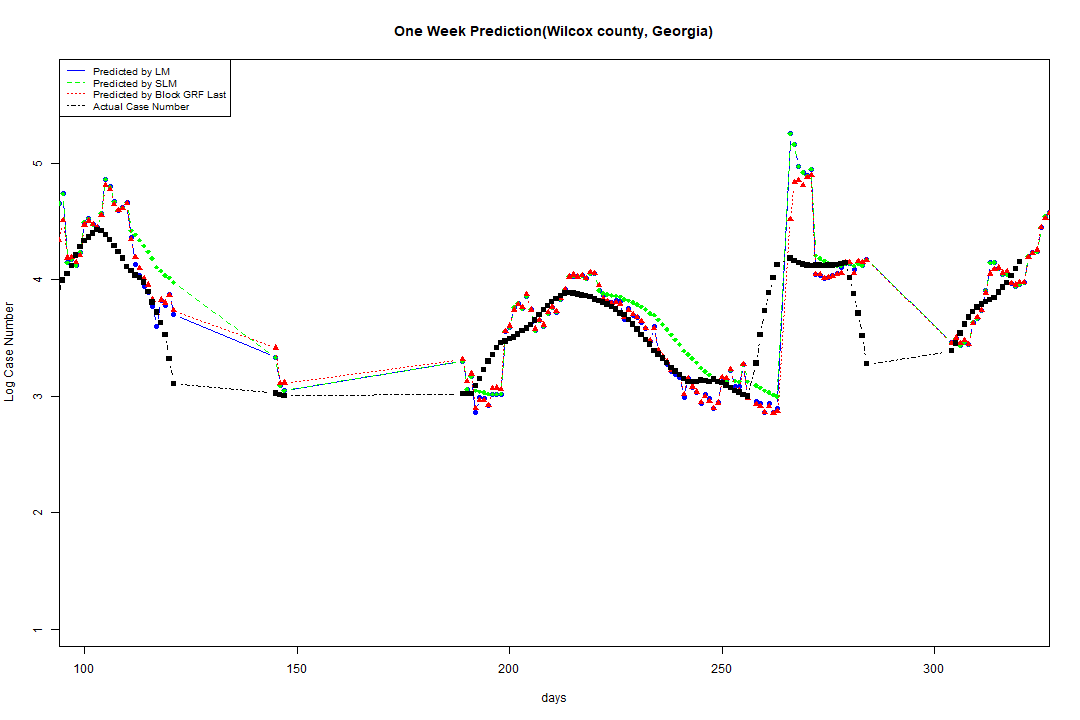 One Week Prediction(Wilcox county, Georgia)
Predicted by LM
Predicted by SLM
Predicted by Block GRF Last
Actual Case Number
5
4
3
2
1
Log Case Number
100 150 200 250 300
days